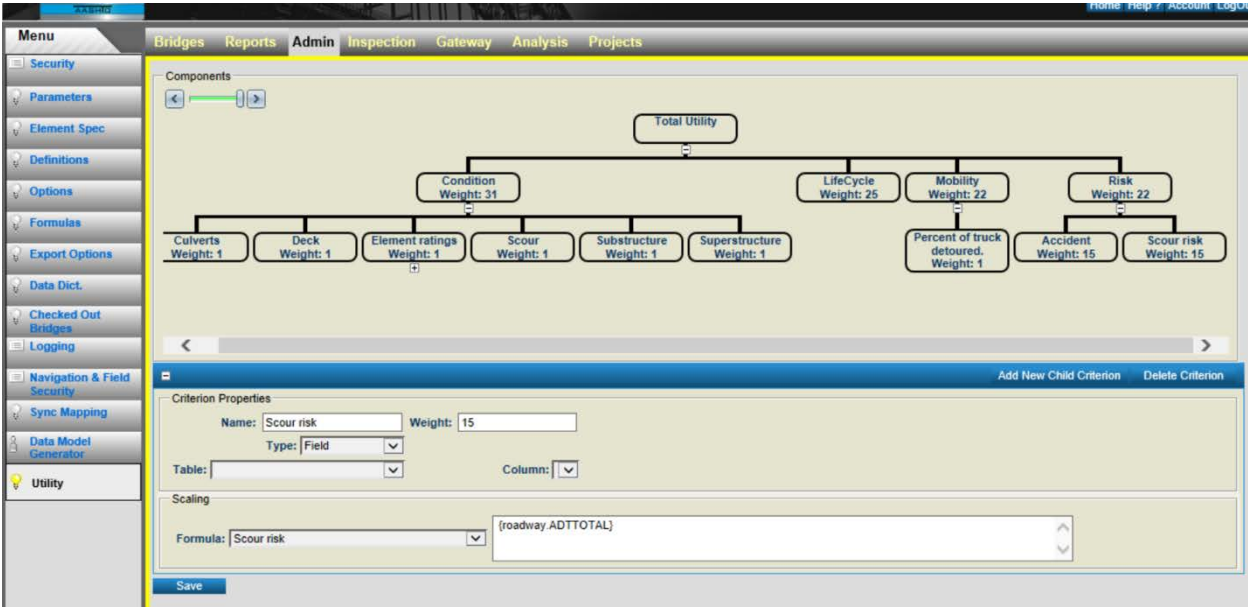 AASHTO
Home Help ? Account LogOu
Menu
Bridges Reports Admin Inspection Gateway Analysis Projects
Security
Parameters
Element Spec
Definitions
Options
Formulas
Export Options
Data Dict.
Checked Out
Bridges
Logging
Navigation & Field
Security
Sync Mapping
Data Model
Generator
Utility
Components
Total Utility
Condition
Weight: 31
LifeCycle
Weight: 25
Mobility
Weight: 22
Risk
Weight: 22
Culverts
Weight: 1
Deck
Weight: 1
Element ratings
Weight: 1
Scour
Weight: 1
Substructure
Weight: 1
Superstructure
Weight: 1
Percent of truck
detoured.
Weight: 1
Accident
Weight: 15
Scour risk
Weight: 15
Add New Child Criterion Delete Criterion
Criterion Properties
Name: Scour risk Weight: 15
Type: Field
Table: Column:
Scaling
Formula: Scour risk
{roadway.ADTTOTAL}
Save